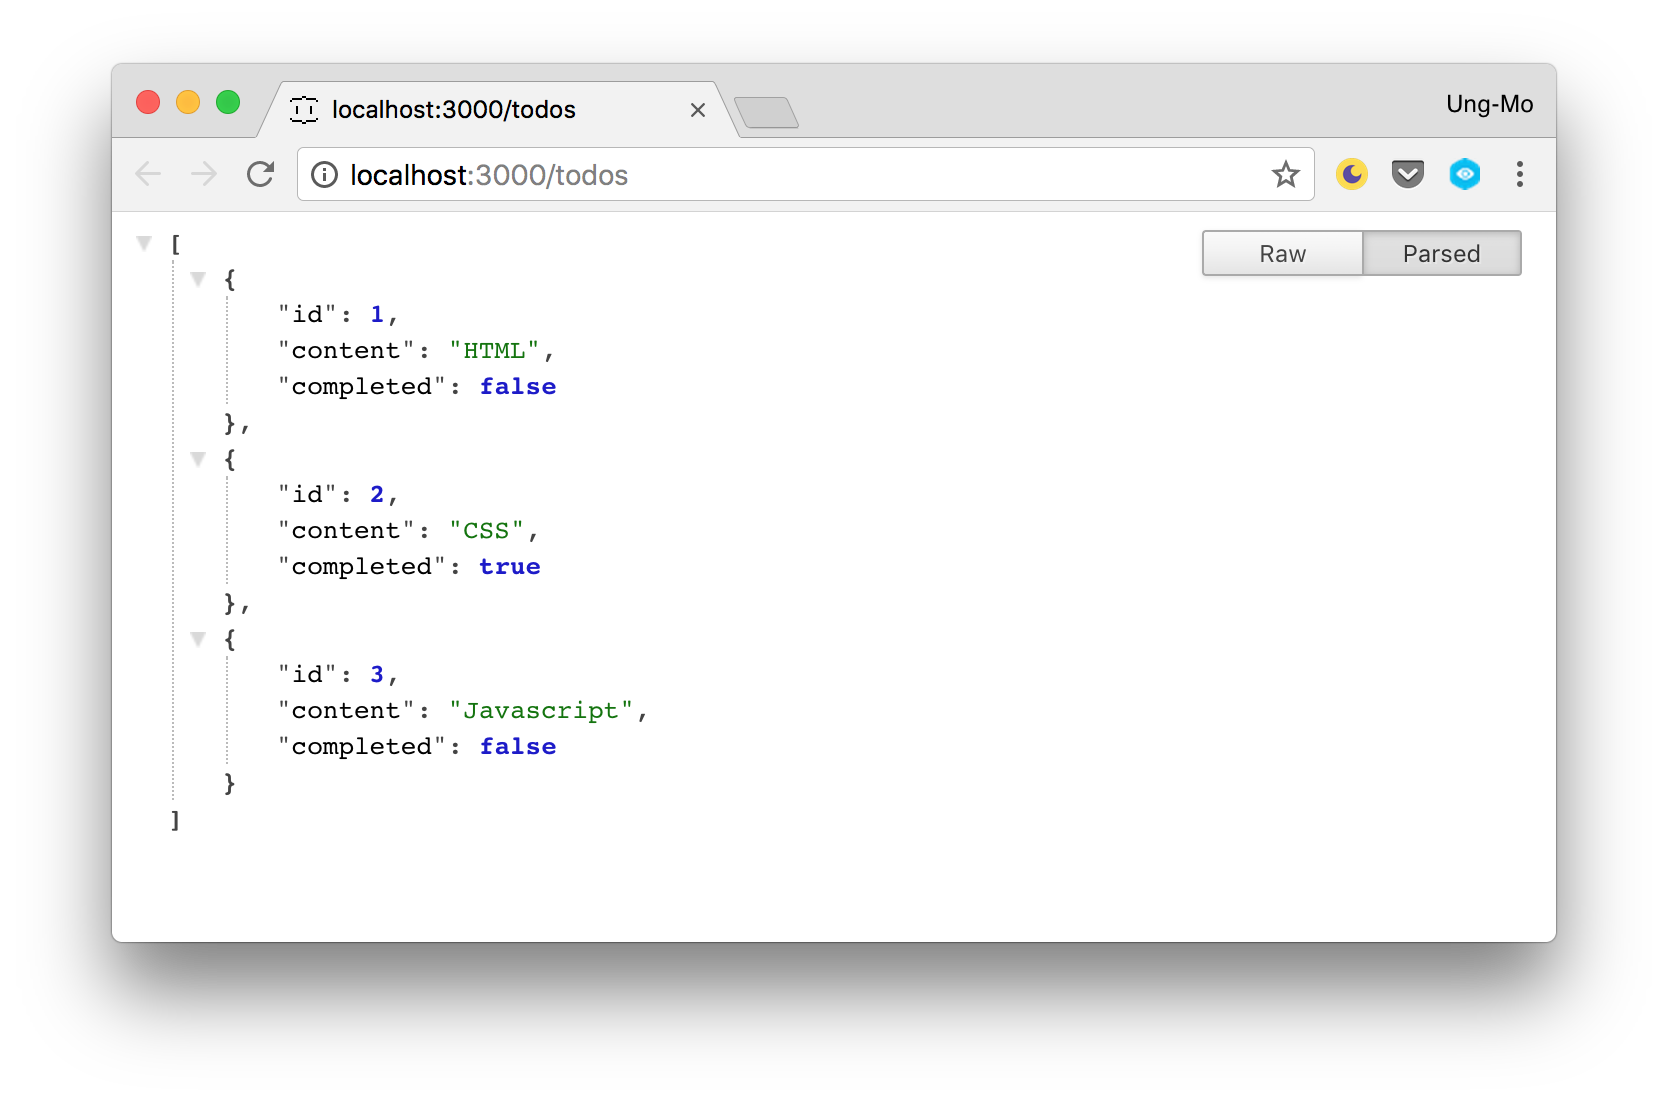 localhost:3000/todos
Ung-Mo
localhost:3000/todos
Raw Parsed
[
{
"id": 1,
"content": "HTML",
"completed": false
},
{
"id": 2,
"content": "CSS",
"completed": true
},
{
"id": 3,
"content": "Javascript",
"completed": false
}
]